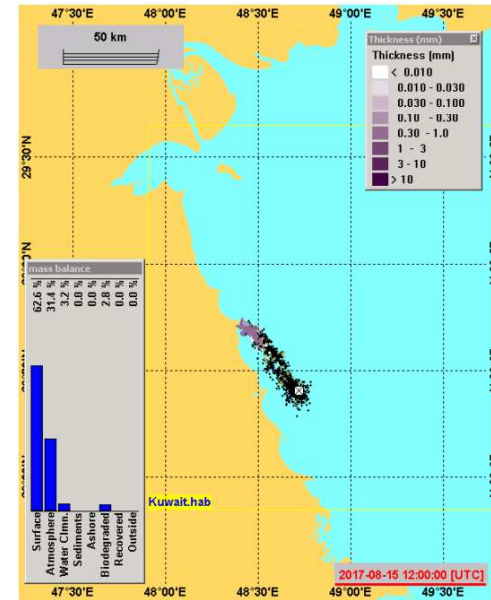 47°30'E 48°00'E 48°30'E 49°00'E 49°30'E
50 km
Thickness (mm)
Thickness (mm)
< 0.010
0.010 - 0.030
0.030 - 0.100
0.10 - 0.30
0.30 - 1.0
1 - 3
3 - 10
> 10
29°30'N
mass balance
62.6 %
31.4 %
3.2 %
0.0 %
0.0 %
2.8 %
0.0 %
0.0 %
Surface
Atmosphere
Water Clmn.
Sediments
Ashore
Biodegraded
Recovered
Outside
Kuwait.hab
2017-08-15 12:00:00 [UTC]
47°30'E 48°00'E 48°30'E 49°00'E 49°30'E